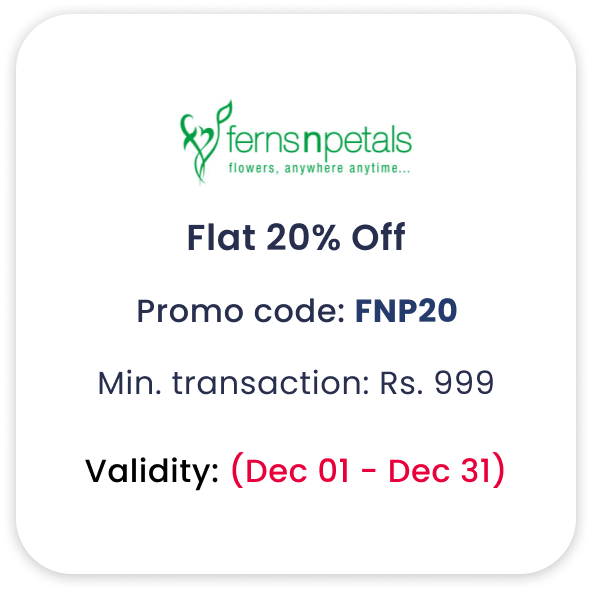 fernsnpetals
flowers, anywhere anytime...
Flat 20% Off
Promo code: FNP20
Min. transaction: Rs. 999
Validity: (Dec 01 - Dec 31)